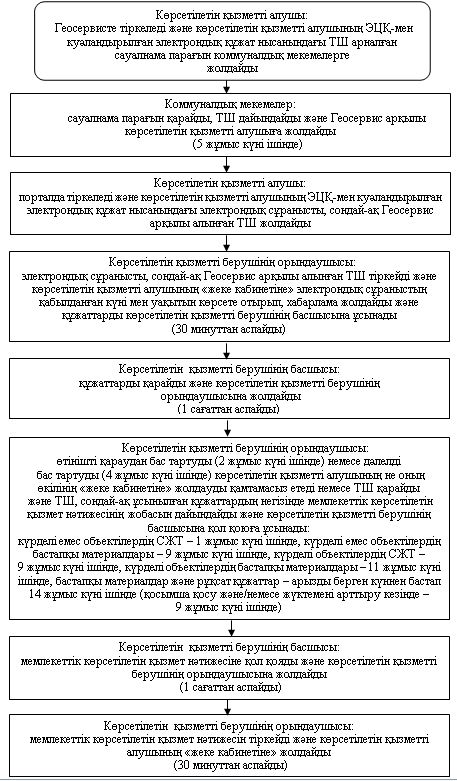 Көрсетілетін қызметті алушы:
Геосервисте тіркеледі және көрсетілетін қызметті алушының ЭЦҚ-мен
куәландырылған электрондық құжат нысанындағы ТШ арналған
сауалнама парағын коммуналдық мекемелерге
жолдайды
Коммуналдық мекемелер:
сауалнама парағын қарайды, ТШ дайындайды және Геосервис арқылы
көрсетілетін қызметті алушыға жолдайды
(5 жұмыс күні ішінде)
Көрсетілетін қызметті алушы:
порталда тіркеледі және көрсетілетін қызметті алушының ЭЦҚ-мен куәландырылған
электрондық құжат нысанындағы электрондық сұранысты, сондай-ақ Геосервис
арқылы алынған ТШ жолдайды
Көрсетілетін қызметті берушінің орындаушысы:
электрондық сұранысты, сондай-ақ Геосервис арқылы алынған ТШ тіркейді және
көрсетілетін қызметті алушының «жеке кабинетіне» электрондық сұраныстың
қабылданған күні мен уақытын көрсете отырып, хабарлама жолдайды және
құжаттарды көрсетілетін қызметті берушінің басшысына ұсынады
(30 минуттан аспайды)
Көрсетілетін қызметті берушінің басшысы:
құжаттарды қарайды және көрсетілетін қызметті берушінің
орындаушысына жолдайды
(1 сағаттан аспайды)
Көрсетілетін қызметті берушінің орындаушысы:
өтінішті қараудан бас тартуды (2 жұмыс күні ішінде) немесе дәлелді
бас тартуды (4 жұмыс күні ішінде) көрсетілетін қызметті алушының не оның
өкілінің «жеке кабинетіне» жолдауды қамтамасыз етеді немесе ТШ қарайды
және ТШ, сондай-ақ ұсынылған құжаттардың негізінде мемлекеттік көрсетілетін
қызмет нәтижесінің жобасын дайындайды және көрсетілетін қызметті берушінің
басшысына қол қоюға ұсынады:
күрделі емес объектілердің СЖТ – 1 жұмыс күні ішінде, күрделі емес объектілердің
бастапқы материалдары – 9 жұмыс күні ішінде, күрделі объектілердің СЖТ –
9 жұмыс күні ішінде, күрделі объектілердің бастапқы материалдары – 11 жұмыс күні
ішінде, бастапқы материалдар және рұқсат құжаттар – арызды берген күннен бастап
14 жұмыс күні ішінде (қосымша қосу және/немесе жүктемені арттыру кезінде –
9 жұмыс күні ішінде)
Көрсетілетін қызметті берушінің басшысы:
мемлекеттік көрсетілетін қызмет нәтижесіне қол қояды және көрсетілетін қызметті
берушінің орындаушысына жолдайды
(1 сағаттан аспайды)
Көрсетілетін қызметті берушінің орындаушысы:
мемлекеттік көрсетілетін қызмет нәтижесін тіркейді және көрсетілетін қызметті
алушының «жеке кабинетіне» жолдайды
(30 минуттан аспайды)